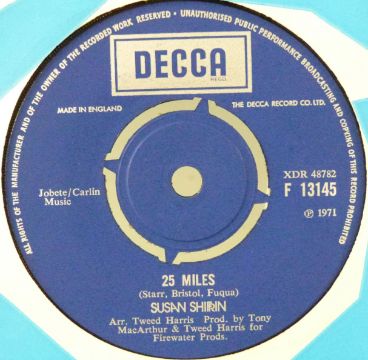 ALL RIGHTS OF THE MANUFACTURER AND OF THE OWNER OF THE RECORDED WORK RESERVED • UNAUTHORISED PUBLIC PERFORMANCE BROADCASTING AND COPYING OF THIS RECORD PROHIBITED
DECCA
REGD.
MADE IN ENGLAND
THE DECCA RECORD CO. LTD.
XDR 48782
Jobete/Carlin
Music
F 13145
℗ 1971
25 MILES
(Starr, Bristol, Fuqua)
SUSAN
Arr. Tweed Harris Prod. by Tony
MacArthur & Tweed Harris for
Firewater Prods.